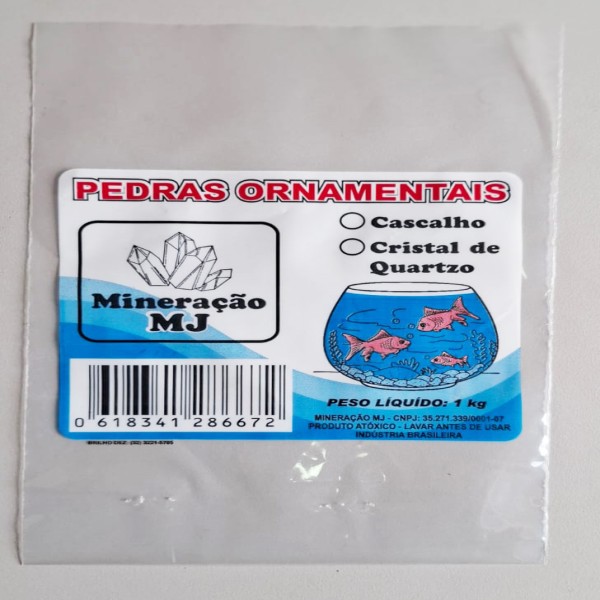 PEDRAS ORNAMENTAIS
Cascalho
Cristal de
Quartzo
Mineração
MJ
0 618341 286672
PESO LÍQUIDO: 1 kg
MINERAÇÃO MJ - CNPJ: 35.271.339/0001-07
PRODUTO ATÓXICO - LAVAR ANTES DE USAR
INDÚSTRIA BRASILEIRA